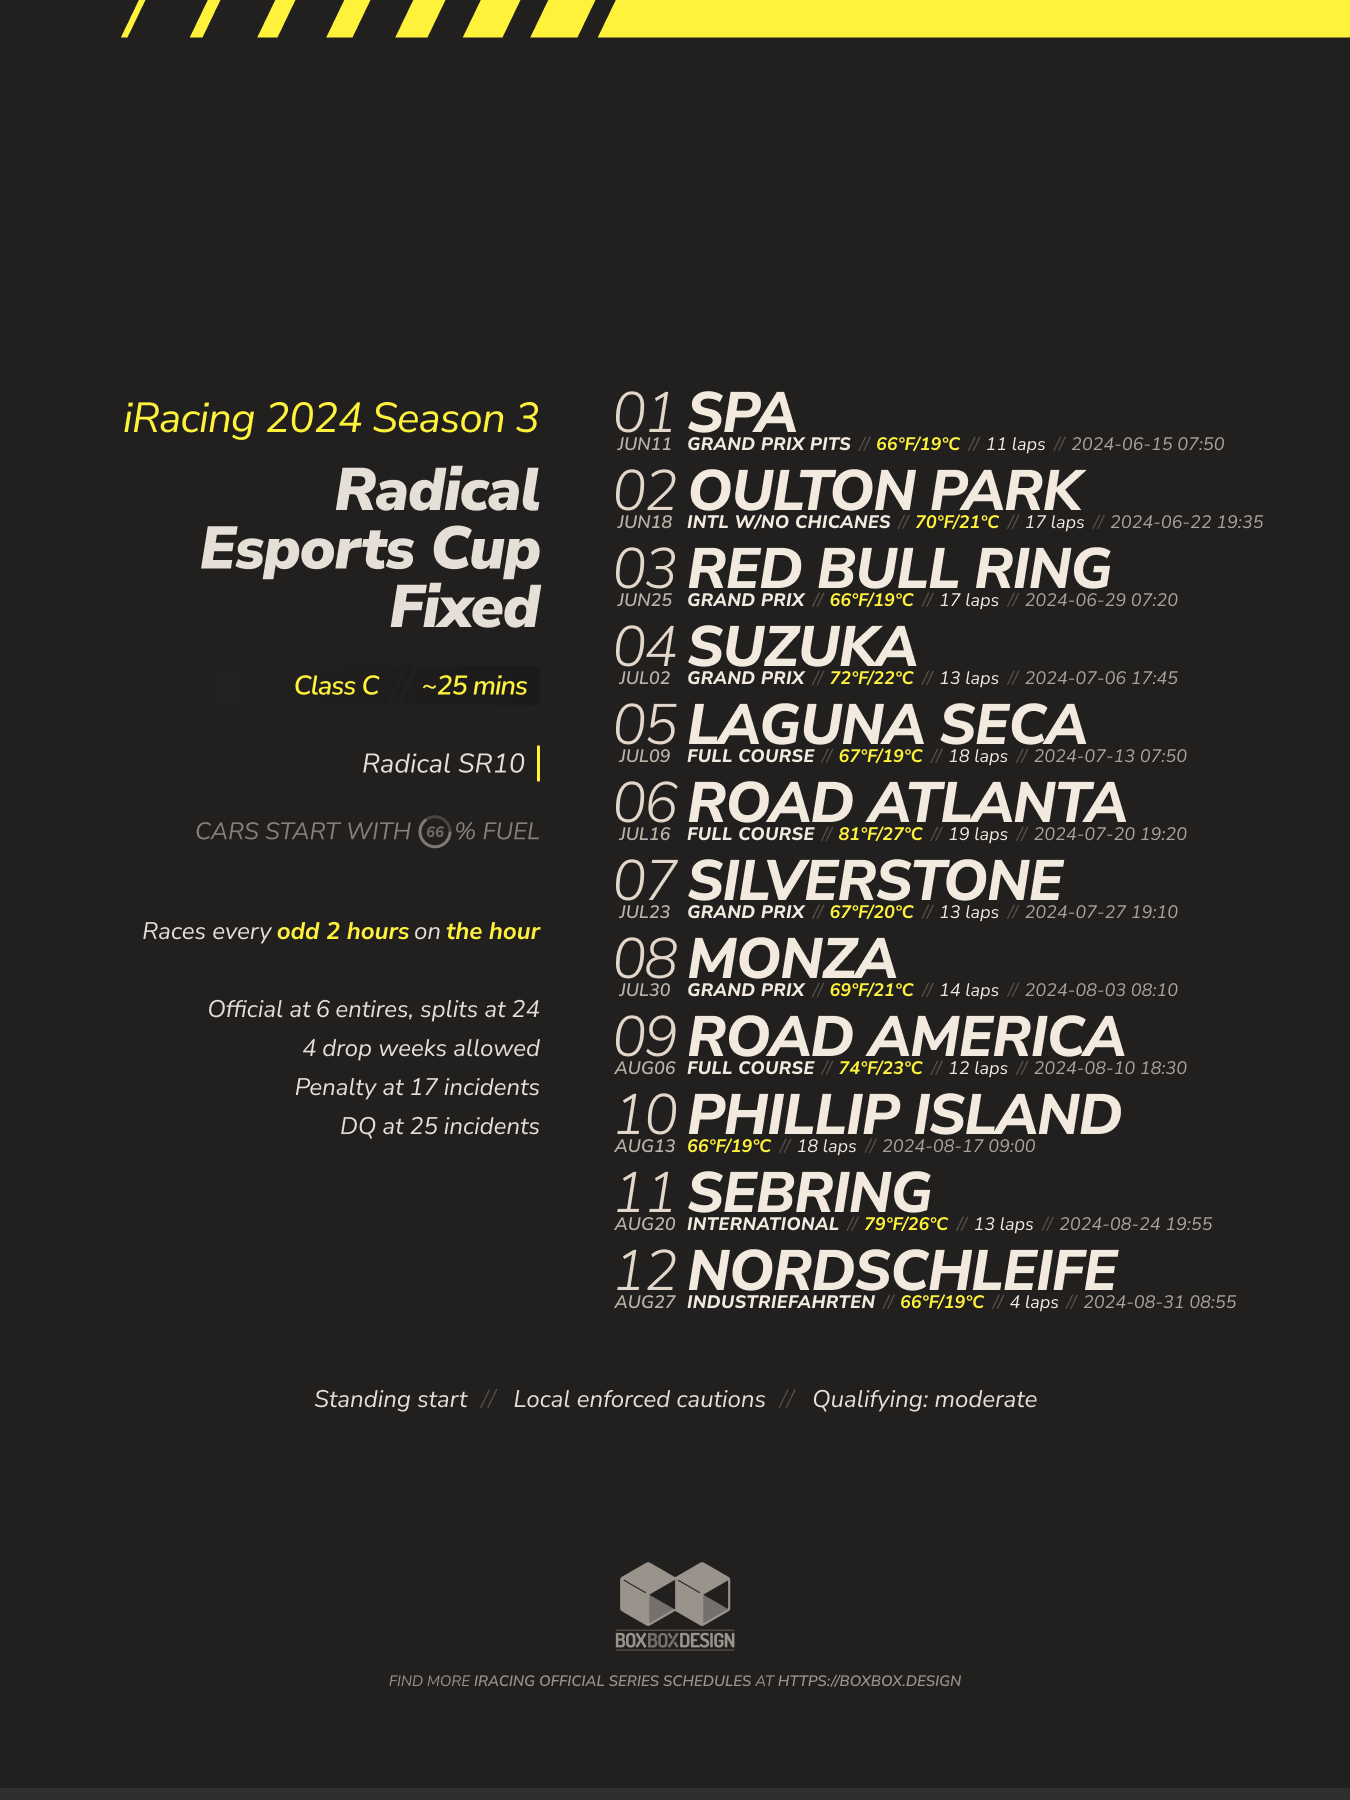 iRacing 2024 Season 3
Radical
Esports Cup
Fixed
Class C // ~25 mins
Radical SR10
CARS START WITH 66 % FUEL
Races every odd 2 hours on the hour
Official at 6 entires, splits at 24
4 drop weeks allowed
Penalty at 17 incidents
DQ at 25 incidents
01 SPA
JUN11 GRAND PRIX PITS // 66°F/19°C // 11 laps // 2024-06-15 07:50
02 OULTON PARK
JUN18 INTL W/NO CHICANES // 70°F/21°C // 17 laps // 2024-06-22 19:35
03 RED BULL RING
JUN25 GRAND PRIX // 66°F/19°C // 17 laps // 2024-06-29 07:20
04 SUZUKA
JUL02 GRAND PRIX // 72°F/22°C // 13 laps // 2024-07-06 17:45
05 LAGUNA SECA
JUL09 FULL COURSE // 67°F/19°C // 18 laps // 2024-07-13 07:50
06 ROAD ATLANTA
JUL16 FULL COURSE // 81°F/27°C // 19 laps // 2024-07-20 19:20
07 SILVERSTONE
JUL23 GRAND PRIX // 67°F/20°C // 13 laps // 2024-07-27 19:10
08 MONZA
JUL30 GRAND PRIX // 69°F/21°C // 14 laps // 2024-08-03 08:10
09 ROAD AMERICA
AUG06 FULL COURSE // 74°F/23°C // 12 laps // 2024-08-10 18:30
10 PHILLIP ISLAND
AUG13 66°F/19°C // 18 laps // 2024-08-17 09:00
11 SEBRING
AUG20 INTERNATIONAL // 79°F/26°C // 13 laps // 2024-08-24 19:55
12 NORDSCHLEIFE
AUG27 INDUSTRIEFAHRTEN // 66°F/19°C // 4 laps // 2024-08-31 08:55
Standing start // Local enforced cautions // Qualifying: moderate
BOXBOXDESIGN
FIND MORE IRACING OFFICIAL SERIES SCHEDULES AT HTTPS://BOXBOX.DESIGN